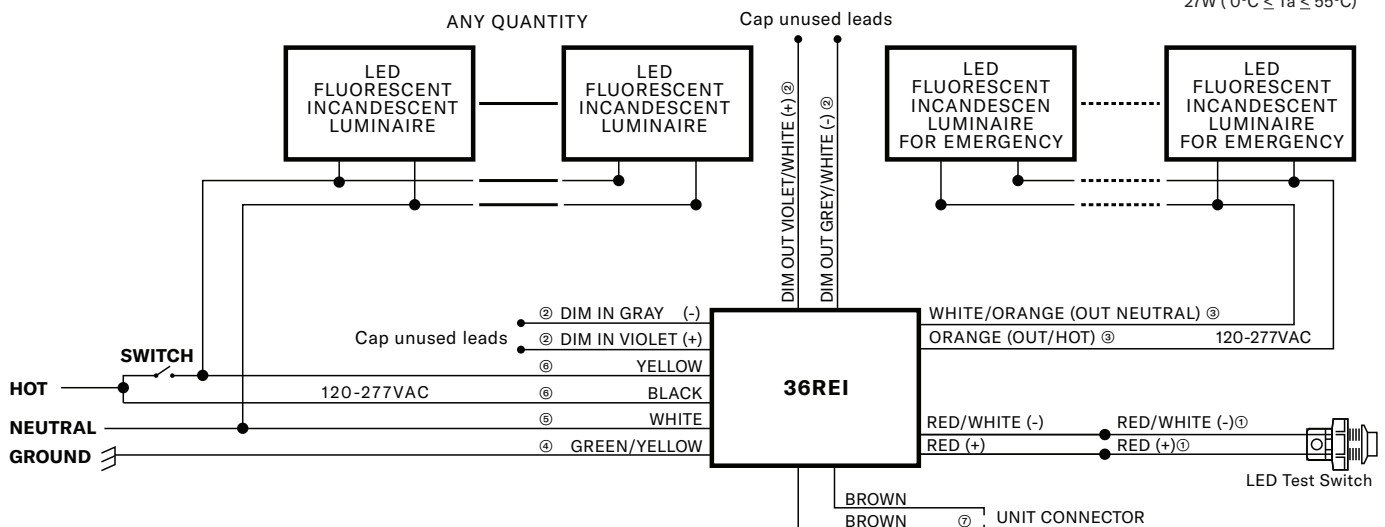 27W ( 0°C ≤ Ta ≤ 55°C)
ANY QUANTITY
Cap unused leads
LED
FLUORESCENT
INCANDESCENT
LUMINAIRE
LED
FLUORESCENT
INCANDESCENT
LUMINAIRE
DIM OUT VIOLET/WHITE (+) ②
DIM OUT GREY/WHITE (-) ②
LED
FLUORESCENT
INCANDESCEN
LUMINAIRE
FOR EMERGENCY
LED
FLUORESCENT
INCANDESCENT
LUMINAIRE
FOR EMERGENCY
Cap unused leads
② DIM IN GRAY (-)
② DIM IN VIOLET (+)
⑥ YELLOW
120-277VAC ⑥ BLACK
⑤ WHITE
④ GREEN/YELLOW
SWITCH
HOT
NEUTRAL
GROUND
36REI
WHITE/ORANGE (OUT NEUTRAL) ③
ORANGE (OUT/HOT) ③ 120-277VAC
RED/WHITE (-) RED/WHITE (-)①
RED (+) RED (+)①
LED Test Switch
BROWN
BROWN ⑦ UNIT CONNECTOR